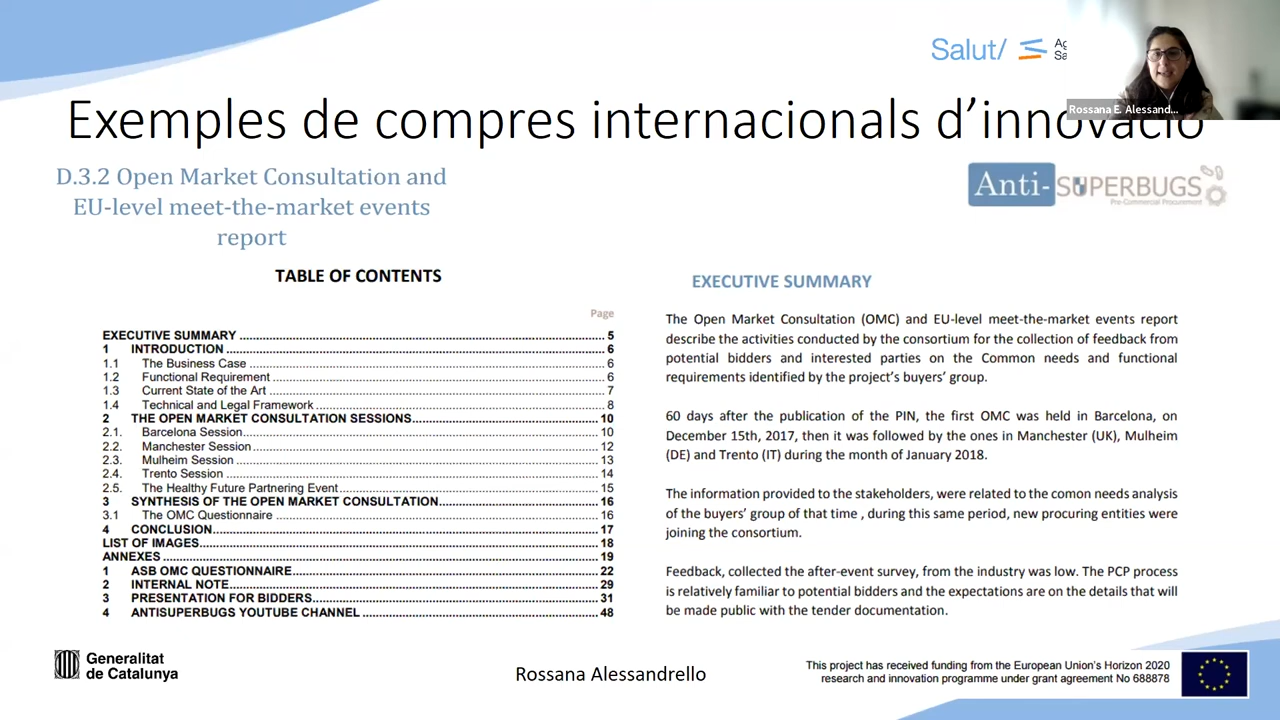 Salut/
Rossana E. Alessand...
Exemples de compres internacionals d'innovació
D.3.2 Open Market Consultation and
EU-level meet-the-market events
report
Anti-SUPERBUGS
Pre-Commercial Procurement
TABLE OF CONTENTS
Page
EXECUTIVE SUMMARY 5
1 INTRODUCTION 6
1.1 The Business Case 6
1.2 Functional Requirement 6
1.3 Current State of the Art 7
1.4 Technical and Legal Framework 8
2 THE OPEN MARKET CONSULTATION SESSIONS 10
2.1. Barcelona Session 10
2.2. Manchester Session 12
2.3. Mulheim Session 13
2.4. Trento Session 14
2.5. The Healthy Future Partnering Event 15
3 SYNTHESIS OF THE OPEN MARKET CONSULTATION 16
3.1 The OMC Questionnaire 16
4 CONCLUSION 17
LIST OF IMAGES 18
ANNEXES 19
1 ASB OMC QUESTIONNAIRE 22
2 INTERNAL NOTE 29
3 PRESENTATION FOR BIDDERS 31
4 ANTISUPERBUGS YOUTUBE CHANNEL 48
EXECUTIVE SUMMARY
The Open Market Consultation (OMC) and EU-level meet-the-market events report
describe the activities conducted by the consortium for the collection of feedback from
potential bidders and interested parties on the Common needs and functional
requirements identified by the project's buyers' group.
60 days after the publication of the PIN, the first OMC was held in Barcelona, on
December 15th, 2017, then it was followed by the ones in Manchester (UK), Mulheim
(DE) and Trento (IT) during the month of January 2018.
The information provided to the stakeholders, were related to the comon needs analysis
of the buyers' group of that time , during this same period, new procuring entities were
joining the consortium.
Feedback, collected the after-event survey, from the industry was low. The PCP process
is relatively familiar to potential bidders and the expectations are on the details that will
be made public with the tender documentation.
Generalitat
de Catalunya
Rossana Alessandrello
This project has received funding from the European Union's Horizon 2020
research and innovation programme under grant agreement No 688878